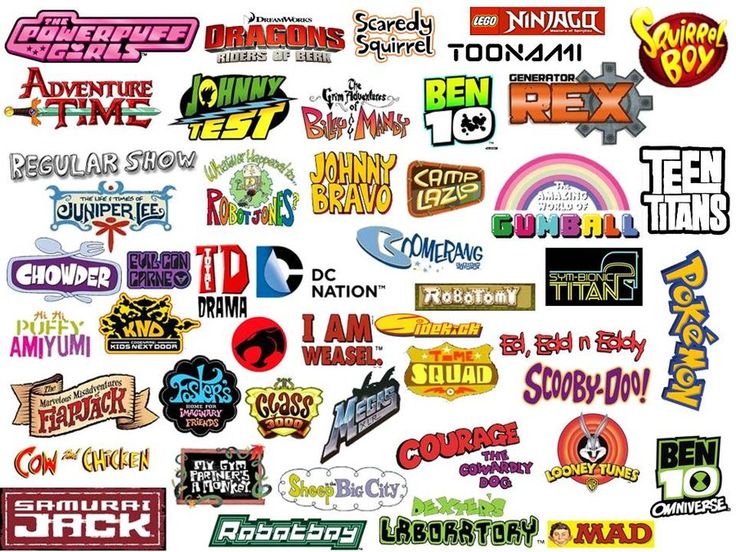 THE
POWERPUFF
GIRLS
DREAMWORKS
DRAGONS
RIDERS OF BERK
Scaredy
Squirrel
LEGO NINJAGO
Masters of Spinjitzu
TOONAMI
SQUIRREL
BOY
ADVENTURE
TIME
JOHNNY
TEST
The
Grim Adventures
of
Billy & Mandy
BEN
10
GENERATOR
REX
REGULAR SHOW
THE LIFE & TIMES OF
JUNIPER LEE
Whatever Happened to...
ROBOT JONES?
JOHNNY
BRAVO
CAMP
LAZLO
THE
AMAZING
WORLD OF
GUMBALL
TEEN
TITANS
CHOWDER
EVIL CON
CARNE
TOTAL
D
DRAMA
DC
NATION™
BOOMERANG
ROBOTOMY
SYM-BIONIC
TITAN
POKéMON
Hi Hi
PUFFY
AMIYUMI
KND
CODENAME:
KIDS NEXT DOOR
I AM
WEASEL.
Sidekick
TIME
SQUAD
Ed, Edd n Eddy
SCOOBY-DOO!
The
Marvelous Misadventures
of
FLAPJACK
Foster's
HOME FOR
IMAGINARY
FRIENDS
CLASS
3000
MEGAS
XLR
COURAGE
THE
COWARDLY
DOG
LOONEY TUNES
WB
BEN
10
OMNIVERSE
COW and CHICKEN
MY GYM
PARTNER'S
A MONKEY
Sheep in the Big City
DEXTER'S
LABORATORY
SAMURAI
JACK
Robotboy
MAD